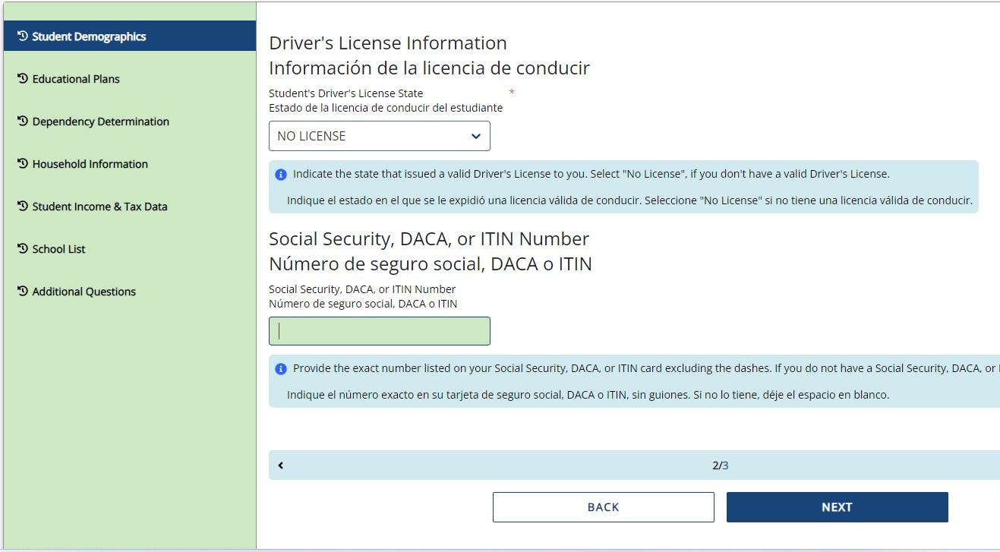 Student Demographics
Educational Plans
Dependency Determination
Household Information
Student Income & Tax Data
School List
Additional Questions
Driver's License Information
Información de la licencia de conducir
Student's Driver's License State *
Estado de la licencia de conducir del estudiante
NO LICENSE
Indicate the state that issued a valid Driver's License to you. Select "No License", if you don't have a valid Driver's License.
Indique el estado en el que se le expidió una licencia válida de conducir. Seleccione "No License" si no tiene una licencia válida de conducir.
Social Security, DACA, or ITIN Number
Número de seguro social, DACA o ITIN
Social Security, DACA, or ITIN Number
Número de seguro social, DACA o ITIN
Provide the exact number listed on your Social Security, DACA, or ITIN card excluding the dashes. If you do not have a Social Security, DACA, or
Indique el número exacto en su tarjeta de seguro social, DACA o ITIN, sin guiones. Si no lo tiene, déje el espacio en blanco.
2/3
BACK
NEXT